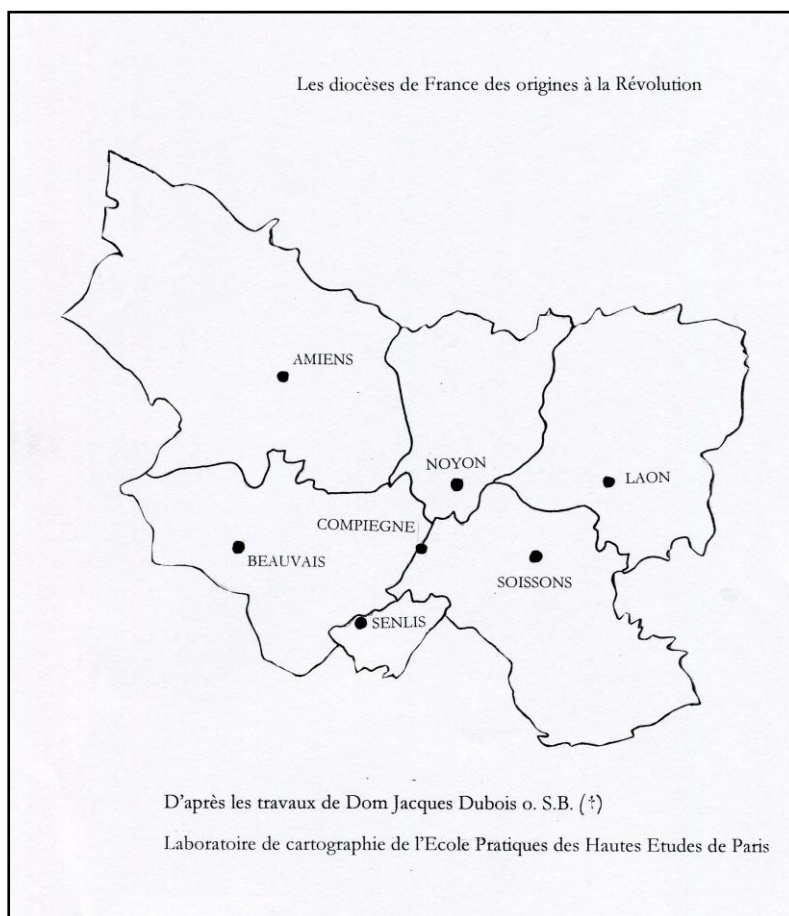 Les diocèses de France des origines à la Révolution
AMIENS
NOYON
LAON
COMPIEGNE
BEAUVAIS
SOISSONS
SENLIS
D'après les travaux de Dom Jacques Dubois o. S.B. (†)
Laboratoire de cartographie de l'Ecole Pratiques des Hautes Etudes de Paris